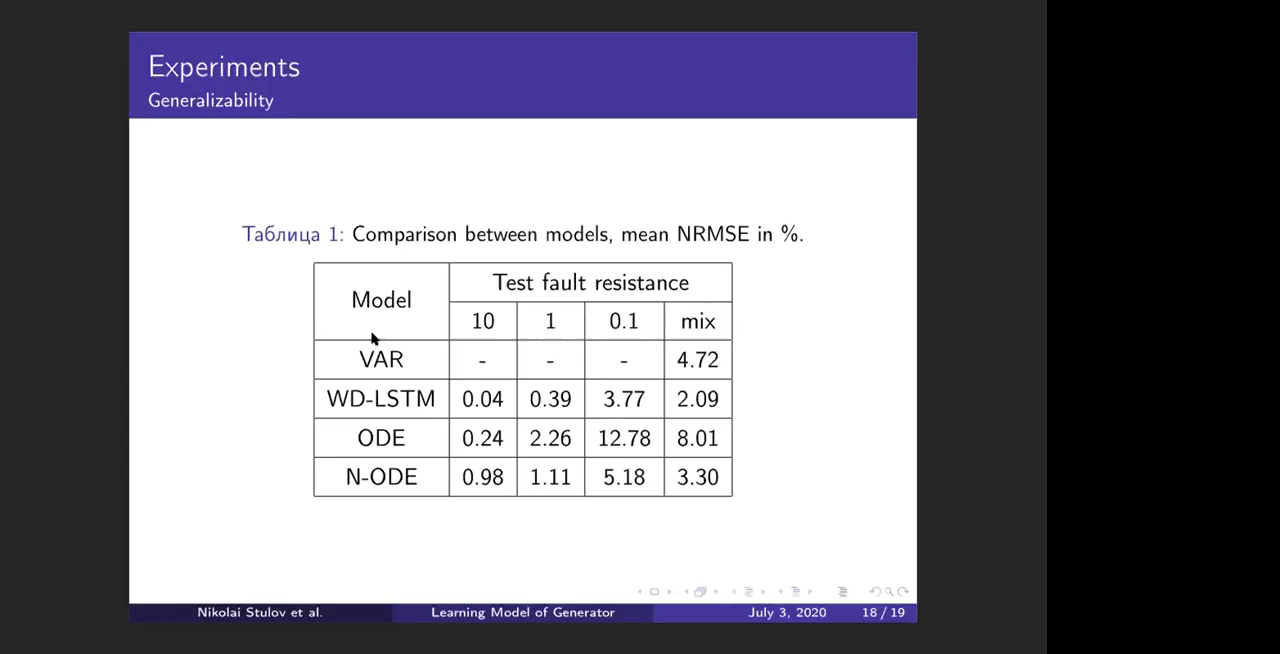 Experiments
Generalizability
Таблица 1: Comparison between models, mean NRMSE in %.
Model Test fault resistance
10 1 0.1 mix
VAR - - - 4.72
WD-LSTM 0.04 0.39 3.77 2.09
ODE 0.24 2.26 12.78 8.01
N-ODE 0.98 1.11 5.18 3.30
Nikolai Stulov et al. Learning Model of Generator July 3, 2020 18 / 19